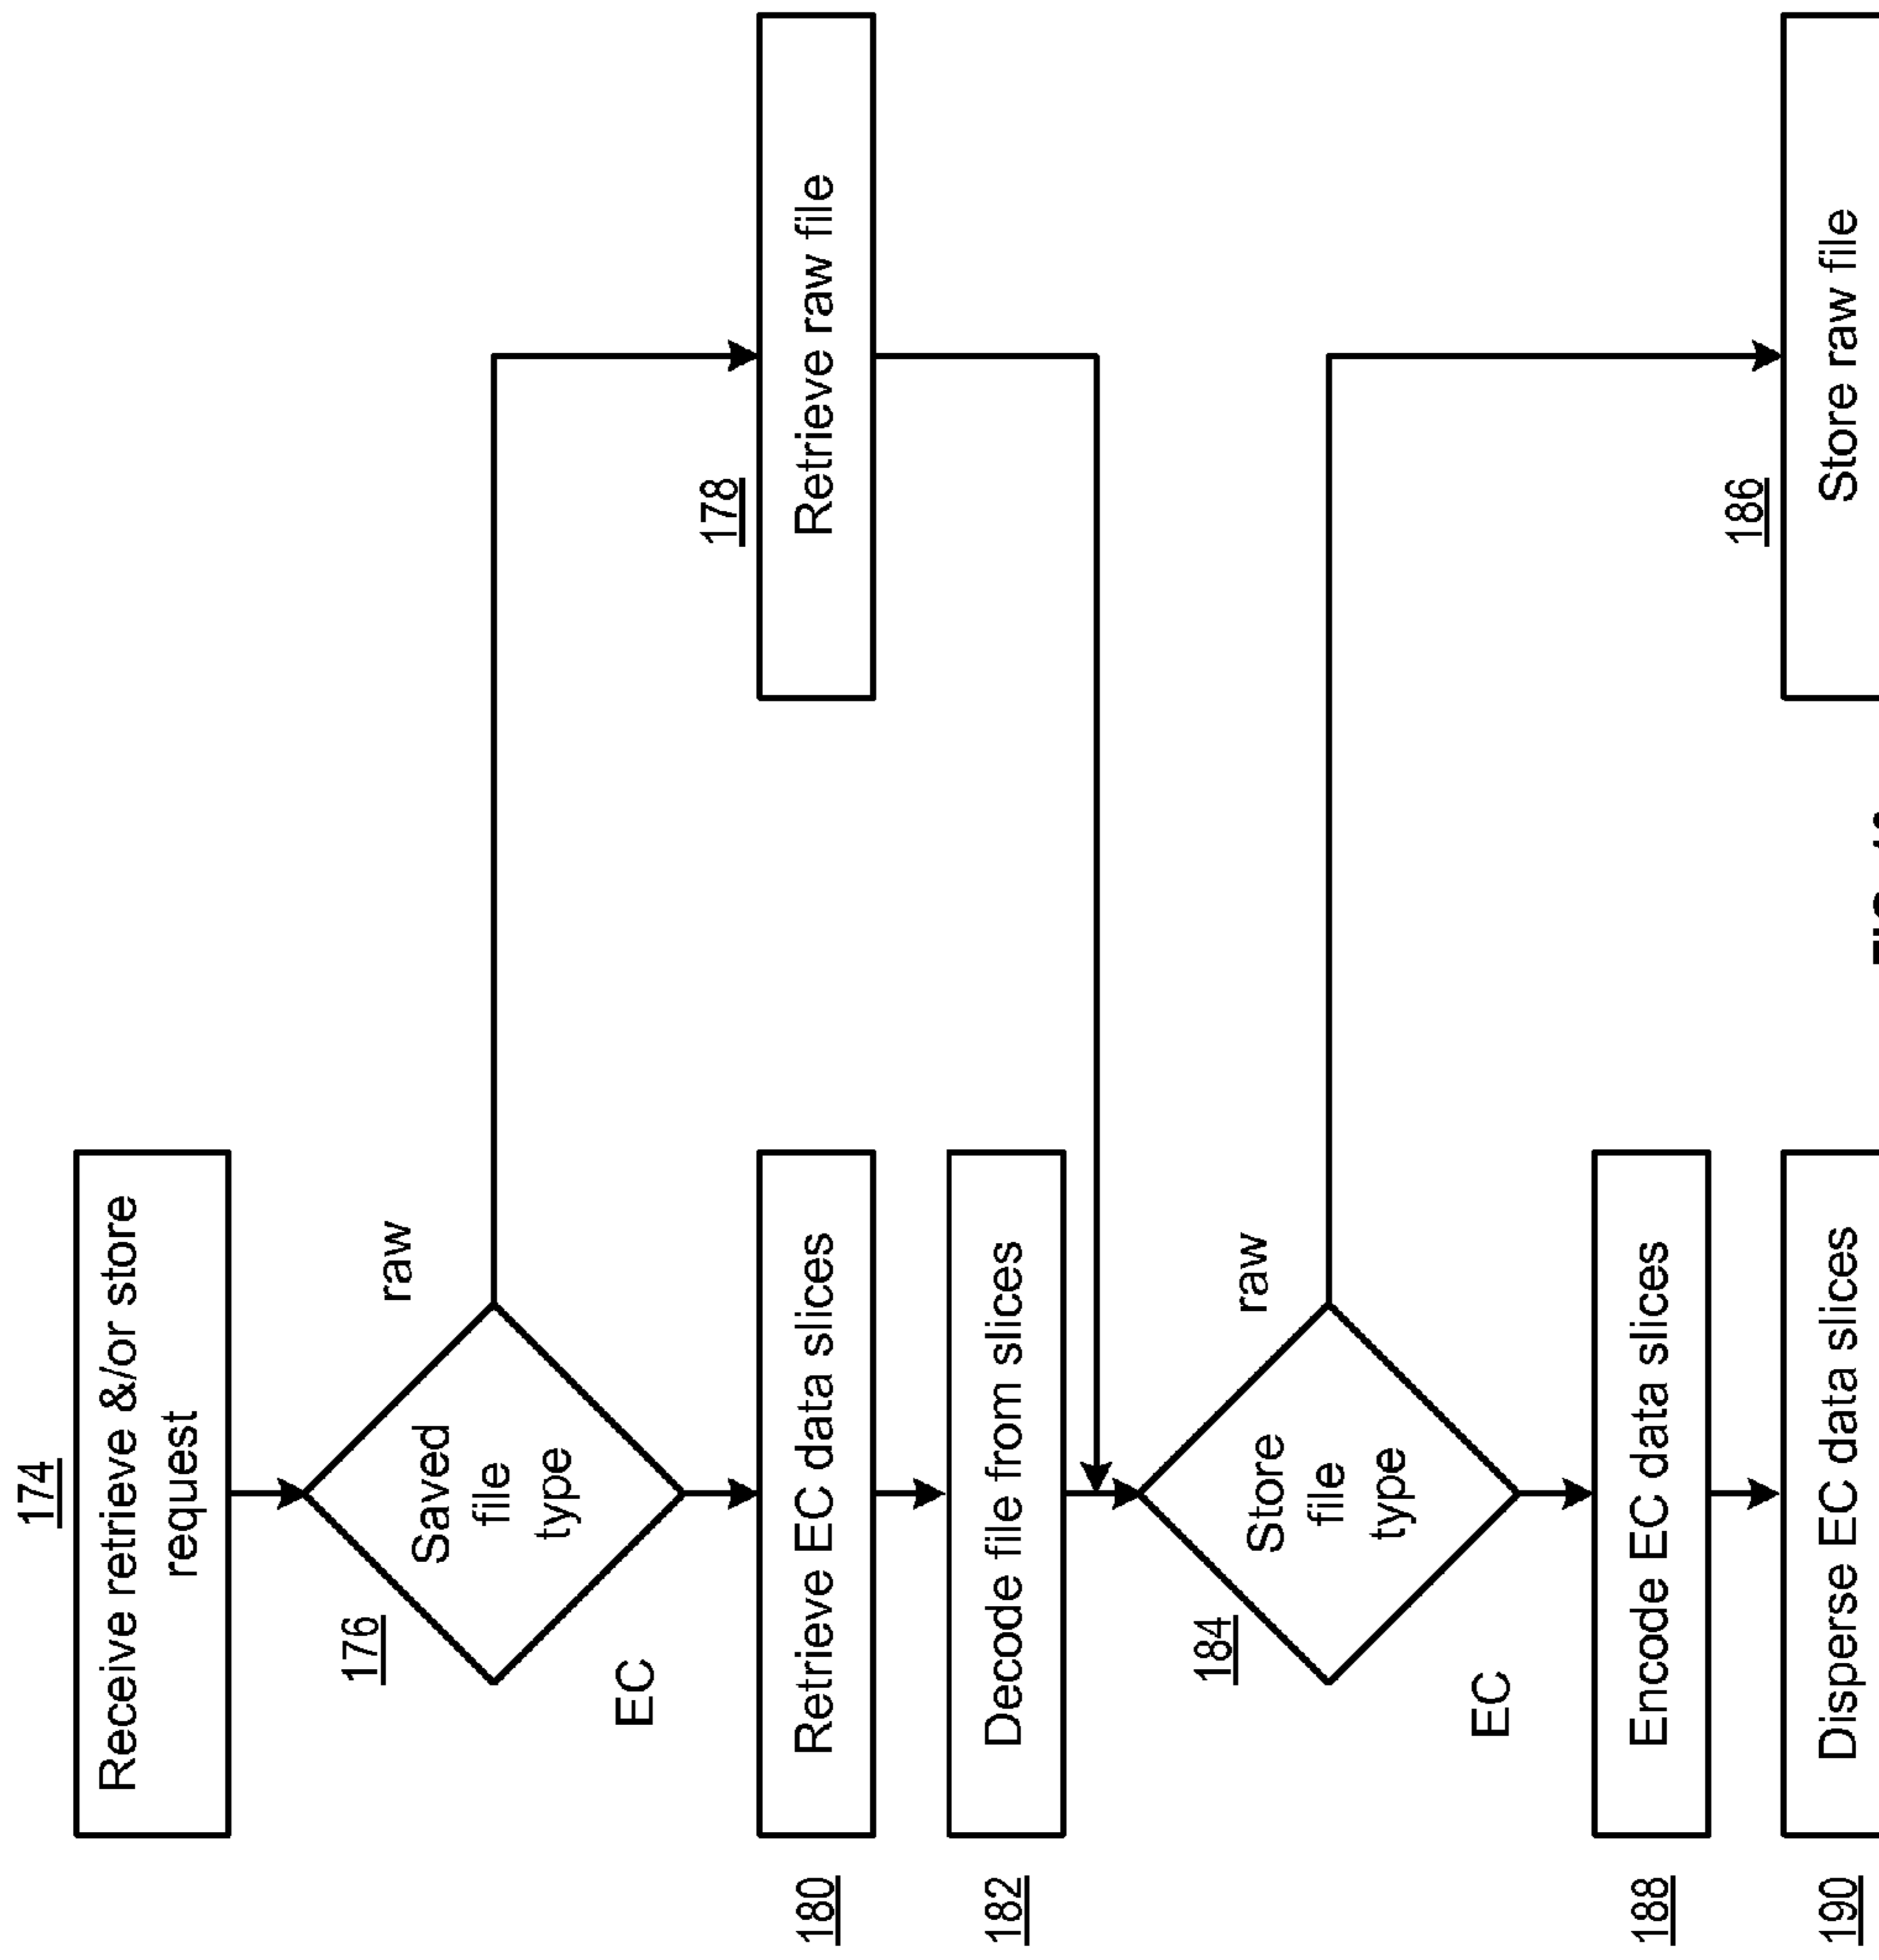 174
Receive retrieve &/or store
request
176
Saved
file
type
raw
EC
178
Retrieve raw file
180
Retrieve EC data slices
182
Decode file from slices
184
Store
file
type
raw
EC
186
Store raw file
188
Encode EC data slices
190
Disperse EC data slices